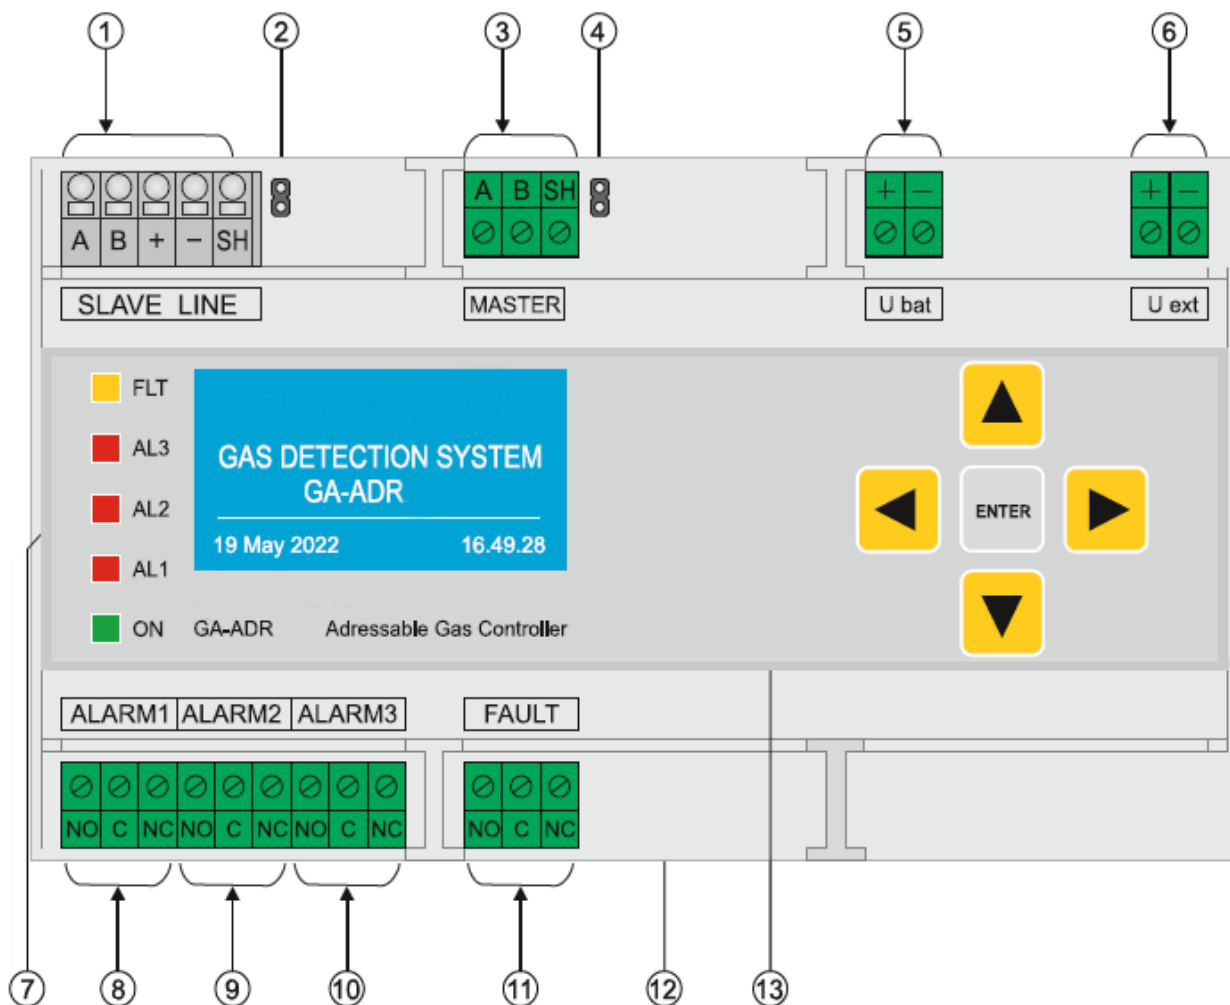 1 2 3 4 5 6
A B SH + − + −
A B + − SH
SLAVE LINE MASTER U bat U ext
FLT
AL3
GAS DETECTION SYSTEM
AL2
GA-ADR
ENTER
19 May 2022 16.49.28
AL1
ON GA-ADR Adressable Gas Controller
ALARM1 ALARM2 ALARM3 FAULT
NO C NC NO C NC NO C NC NO C NC
7 8 9 10 11 12 13